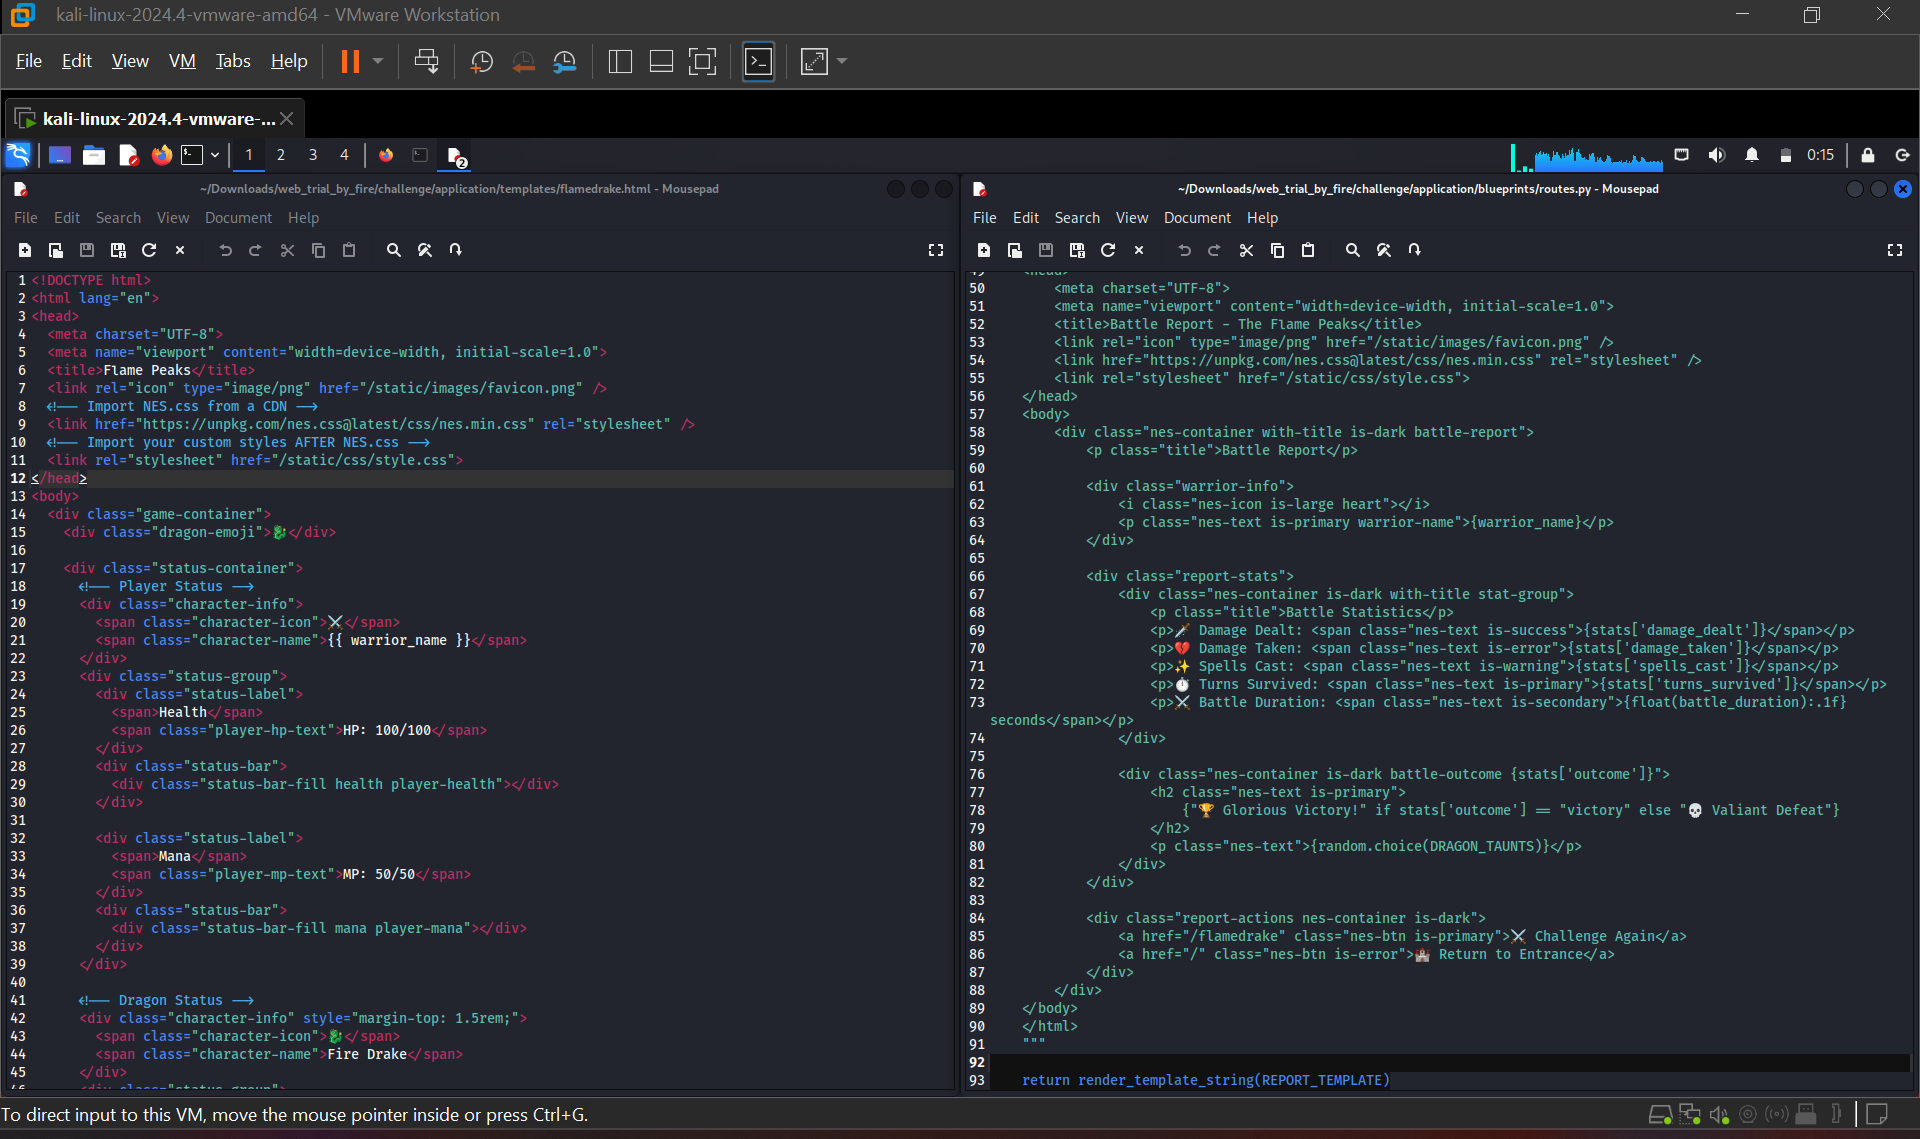 kali-linux-2024.4-vmware-amd64 - VMware Workstation
File Edit View VM Tabs Help
kali-linux-2024.4-vmware-...
1 2 3 4
2
0:15
~/Downloads/web_trial_by_fire/challenge/application/templates/flamedrake.html - Mousepad
File Edit Search View Document Help
1 <!DOCTYPE html>
2 <html lang="en">
3 <head>
4 <meta charset="UTF-8">
5 <meta name="viewport" content="width=device-width, initial-scale=1.0">
6 <title>Flame Peaks</title>
7 <link rel="icon" type="image/png" href="/static/images/favicon.png" />
8 <!-- Import NES.css from a CDN -->
9 <link href="https://unpkg.com/nes.css@latest/css/nes.min.css" rel="stylesheet" />
10 <!-- Import your custom styles AFTER NES.css -->
11 <link rel="stylesheet" href="/static/css/style.css">
12 </head>
13 <body>
14 <div class="game-container">
15 <div class="dragon-emoji">🐉</div>
16
17 <div class="status-container">
18 <!-- Player Status -->
19 <div class="character-info">
20 <span class="character-icon">⚔️</span>
21 <span class="character-name">{{ warrior_name }}</span>
22 </div>
23 <div class="status-group">
24 <div class="status-label">
25 <span>Health</span>
26 <span class="player-hp-text">HP: 100/100</span>
27 </div>
28 <div class="status-bar">
29 <div class="status-bar-fill health player-health"></div>
30 </div>
31
32 <div class="status-label">
33 <span>Mana</span>
34 <span class="player-mp-text">MP: 50/50</span>
35 </div>
36 <div class="status-bar">
37 <div class="status-bar-fill mana player-mana"></div>
38 </div>
39 </div>
40
41 <!-- Dragon Status -->
42 <div class="character-info" style="margin-top: 1.5rem;">
43 <span class="character-icon">🐉</span>
44 <span class="character-name">Fire Drake</span>
45 </div>
46 <div class="status-group">
~/Downloads/web_trial_by_fire/challenge/application/blueprints/routes.py - Mousepad
File Edit Search View Document Help
49 <head>
50 <meta charset="UTF-8">
51 <meta name="viewport" content="width=device-width, initial-scale=1.0">
52 <title>Battle Report - The Flame Peaks</title>
53 <link rel="icon" type="image/png" href="/static/images/favicon.png" />
54 <link href="https://unpkg.com/nes.css@latest/css/nes.min.css" rel="stylesheet" />
55 <link rel="stylesheet" href="/static/css/style.css">
56 </head>
57 <body>
58 <div class="nes-container with-title is-dark battle-report">
59 <p class="title">Battle Report</p>
60
61 <div class="warrior-info">
62 <i class="nes-icon is-large heart"></i>
63 <p class="nes-text is-primary warrior-name">{warrior_name}</p>
64 </div>
65
66 <div class="report-stats">
67 <div class="nes-container is-dark with-title stat-group">
68 <p class="title">Battle Statistics</p>
69 <p>🗡️ Damage Dealt: <span class="nes-text is-success">{stats['damage_dealt']}</span></p>
70 <p>💔 Damage Taken: <span class="nes-text is-error">{stats['damage_taken']}</span></p>
71 <p>✨ Spells Cast: <span class="nes-text is-warning">{stats['spells_cast']}</span></p>
72 <p>⏱️ Turns Survived: <span class="nes-text is-primary">{stats['turns_survived']}</span></p>
73 <p>⚔️ Battle Duration: <span class="nes-text is-secondary">{float(battle_duration):.1f}
seconds</span></p>
74 </div>
75
76 <div class="nes-container is-dark battle-outcome {stats['outcome']}">
77 <h2 class="nes-text is-primary">
78 {"🏆 Glorious Victory!" if stats['outcome'] == "victory" else "💀 Valiant Defeat"}
79 </h2>
80 <p class="nes-text">{random.choice(DRAGON_TAUNTS)}</p>
81 </div>
82 </div>
83
84 <div class="report-actions nes-container is-dark">
85 <a href="/flamedrake" class="nes-btn is-primary">⚔️ Challenge Again</a>
86 <a href="/" class="nes-btn is-error">🏰 Return to Entrance</a>
87 </div>
88 </div>
89 </body>
90 </html>
91 """
92
93 return render_template_string(REPORT_TEMPLATE)
To direct input to this VM, move the mouse pointer inside or press Ctrl+G.